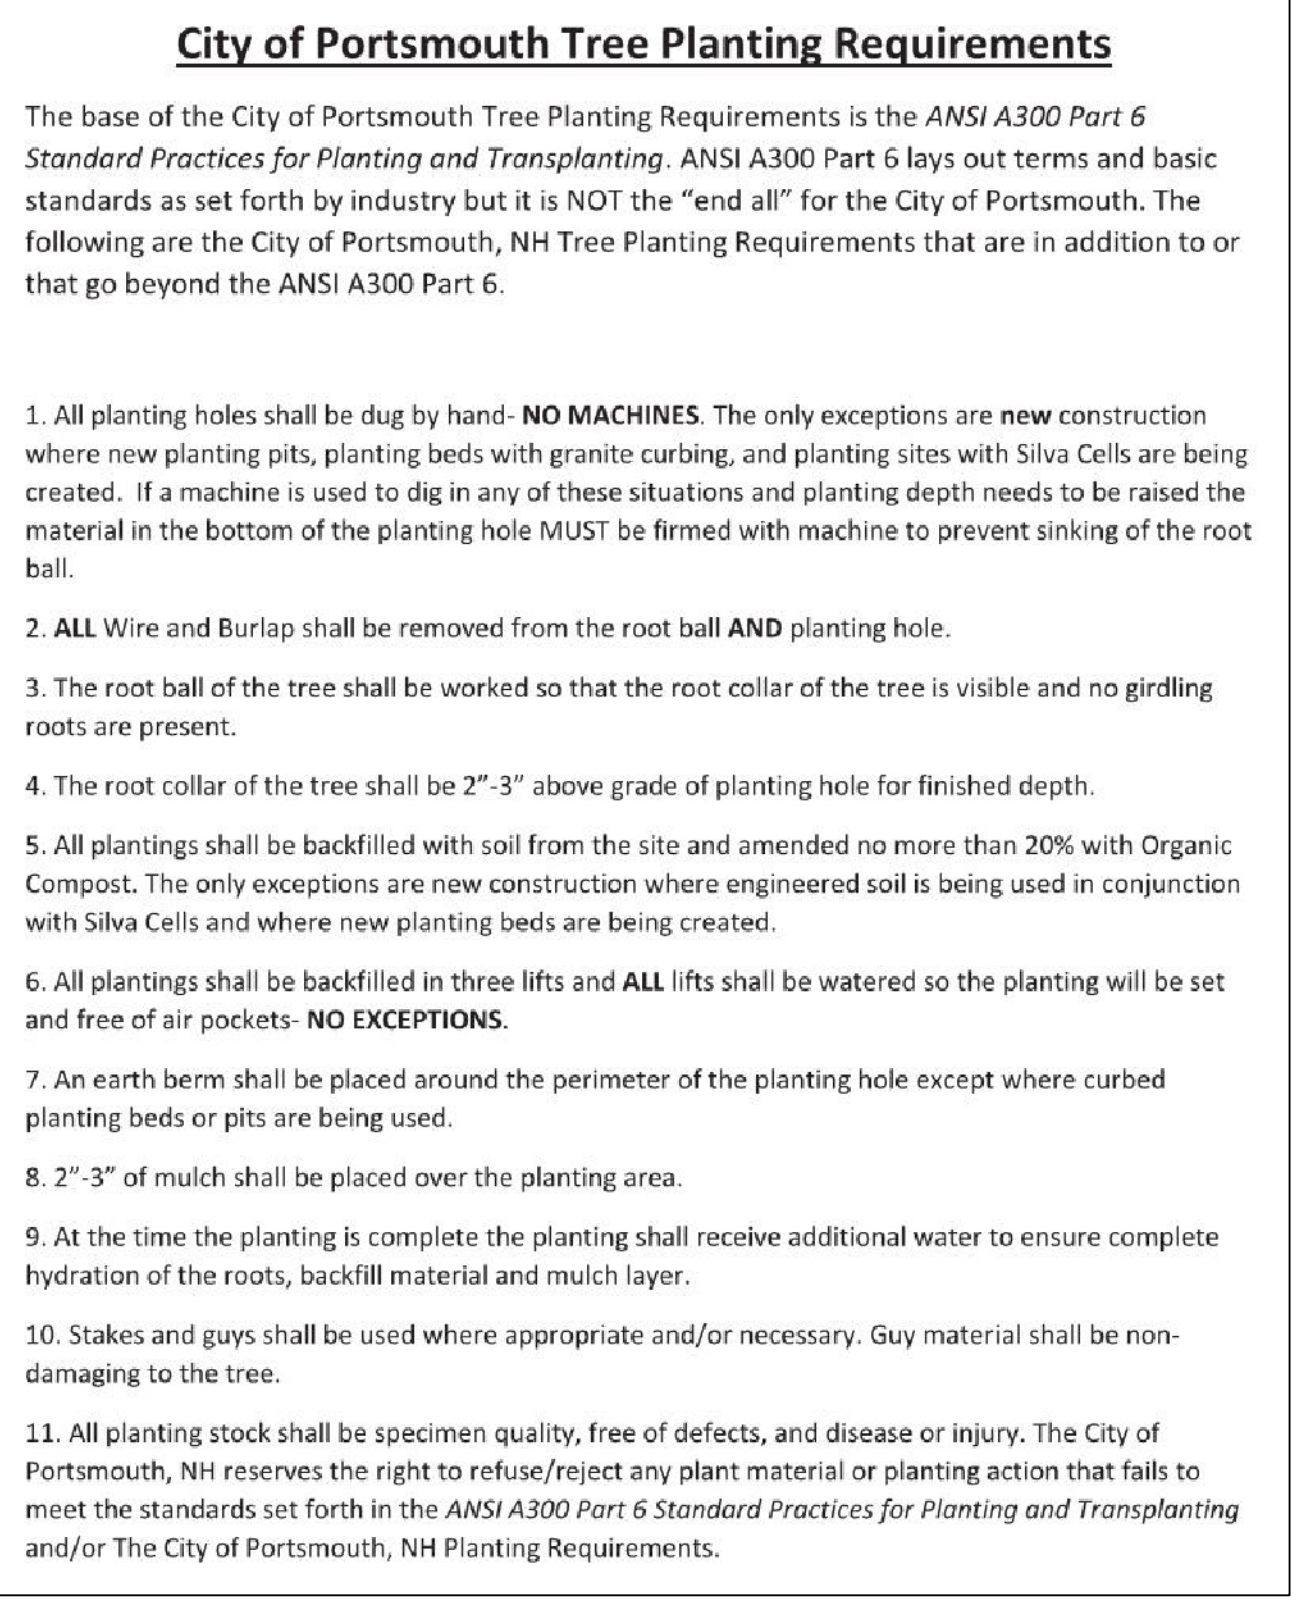 City of Portsmouth Tree Planting Requirements
The base of the City of Portsmouth Tree Planting Requirements is the ANSI A300 Part 6
Standard Practices for Planting and Transplanting. ANSI A300 Part 6 lays out terms and basic
standards as set forth by industry but it is NOT the “end all” for the City of Portsmouth. The
following are the City of Portsmouth, NH Tree Planting Requirements that are in addition to or
that go beyond the ANSI A300 Part 6.
1. All planting holes shall be dug by hand- NO MACHINES. The only exceptions are new construction
where new planting pits, planting beds with granite curbing, and planting sites with Silva Cells are being
created.  If a machine is used to dig in any of these situations and planting depth needs to be raised the
material in the bottom of the planting hole MUST be firmed with machine to prevent sinking of the root
ball.
2. ALL Wire and Burlap shall be removed from the root ball AND planting hole.
3. The root ball of the tree shall be worked so that the root collar of the tree is visible and no girdling
roots are present.
4. The root collar of the tree shall be 2”-3” above grade of planting hole for finished depth.
5. All plantings shall be backfilled with soil from the site and amended no more than 20% with Organic
Compost. The only exceptions are new construction where engineered soil is being used in conjunction
with Silva Cells and where new planting beds are being created.
6. All plantings shall be backfilled in three lifts and ALL lifts shall be watered so the planting will be set
and free of air pockets- NO EXCEPTIONS.
7. An earth berm shall be placed around the perimeter of the planting hole except where curbed
planting beds or pits are being used.
8. 2”-3” of mulch shall be placed over the planting area.
9. At the time the planting is complete the planting shall receive additional water to ensure complete
hydration of the roots, backfill material and mulch layer.
10. Stakes and guys shall be used where appropriate and/or necessary. Guy material shall be non-
damaging to the tree.
11. All planting stock shall be specimen quality, free of defects, and disease or injury. The City of
Portsmouth, NH reserves the right to refuse/reject any plant material or planting action that fails to
meet the standards set forth in the ANSI A300 Part 6 Standard Practices for Planting and Transplanting
and/or The City of Portsmouth, NH Planting Requirements.